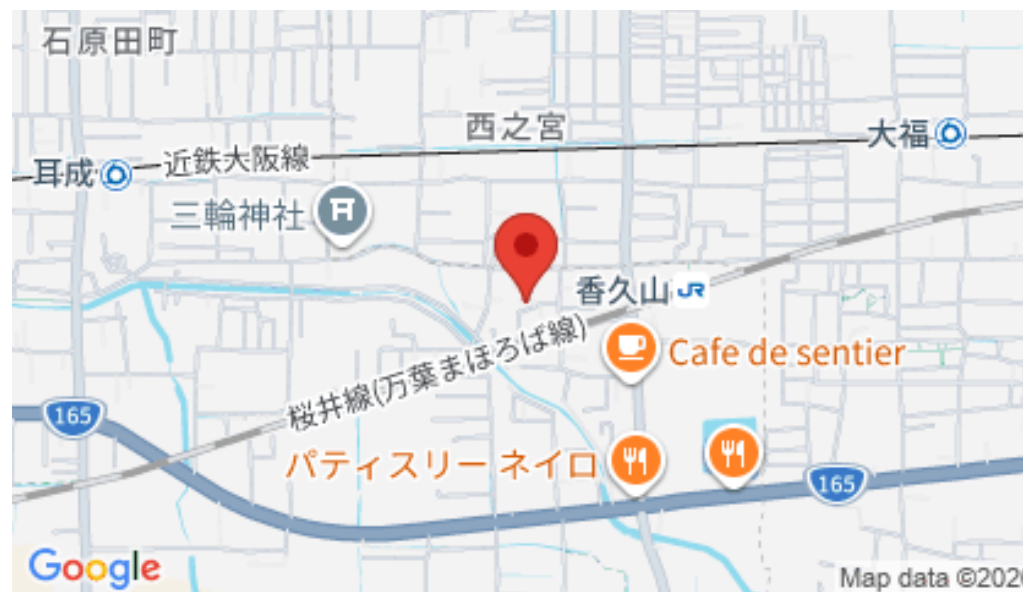 石原田町
西之宮
大福
近鉄大阪線
耳成
三輪神社
香久山 JR
桜井線(万葉まほろば線)
Cafe de sentier
165
パティスリー ネイロ
165
Google
Map data ©202